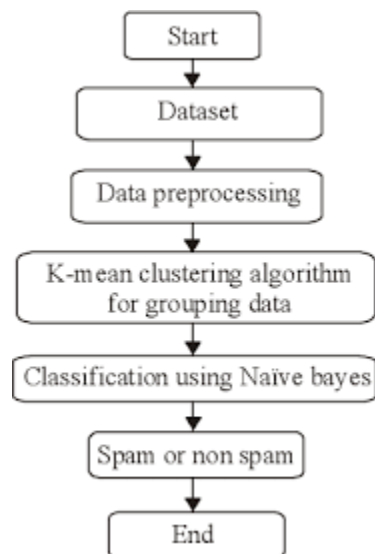 Start
Dataset
Data preprocessing
K-mean clustering algorithm
for grouping data
Classification using Naïve bayes
Spam or non spam
End